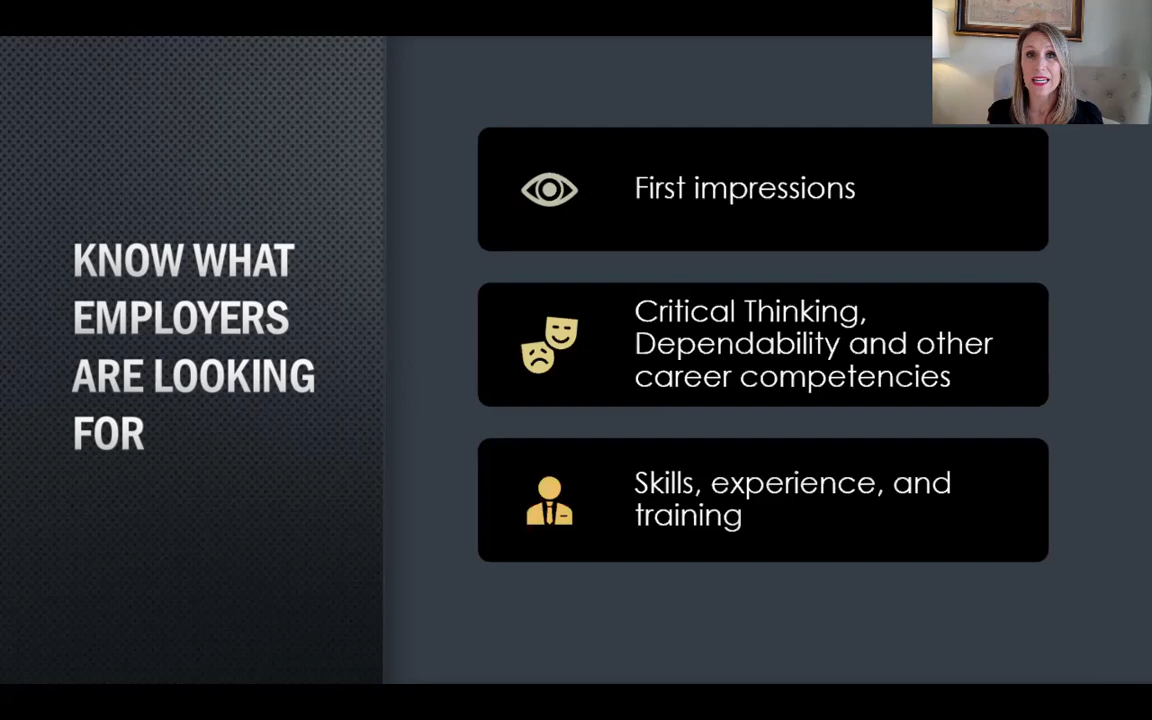 KNOW WHAT
EMPLOYERS
ARE LOOKING
FOR
First impressions
Critical Thinking,
Dependability and other
career competencies
Skills, experience, and
training